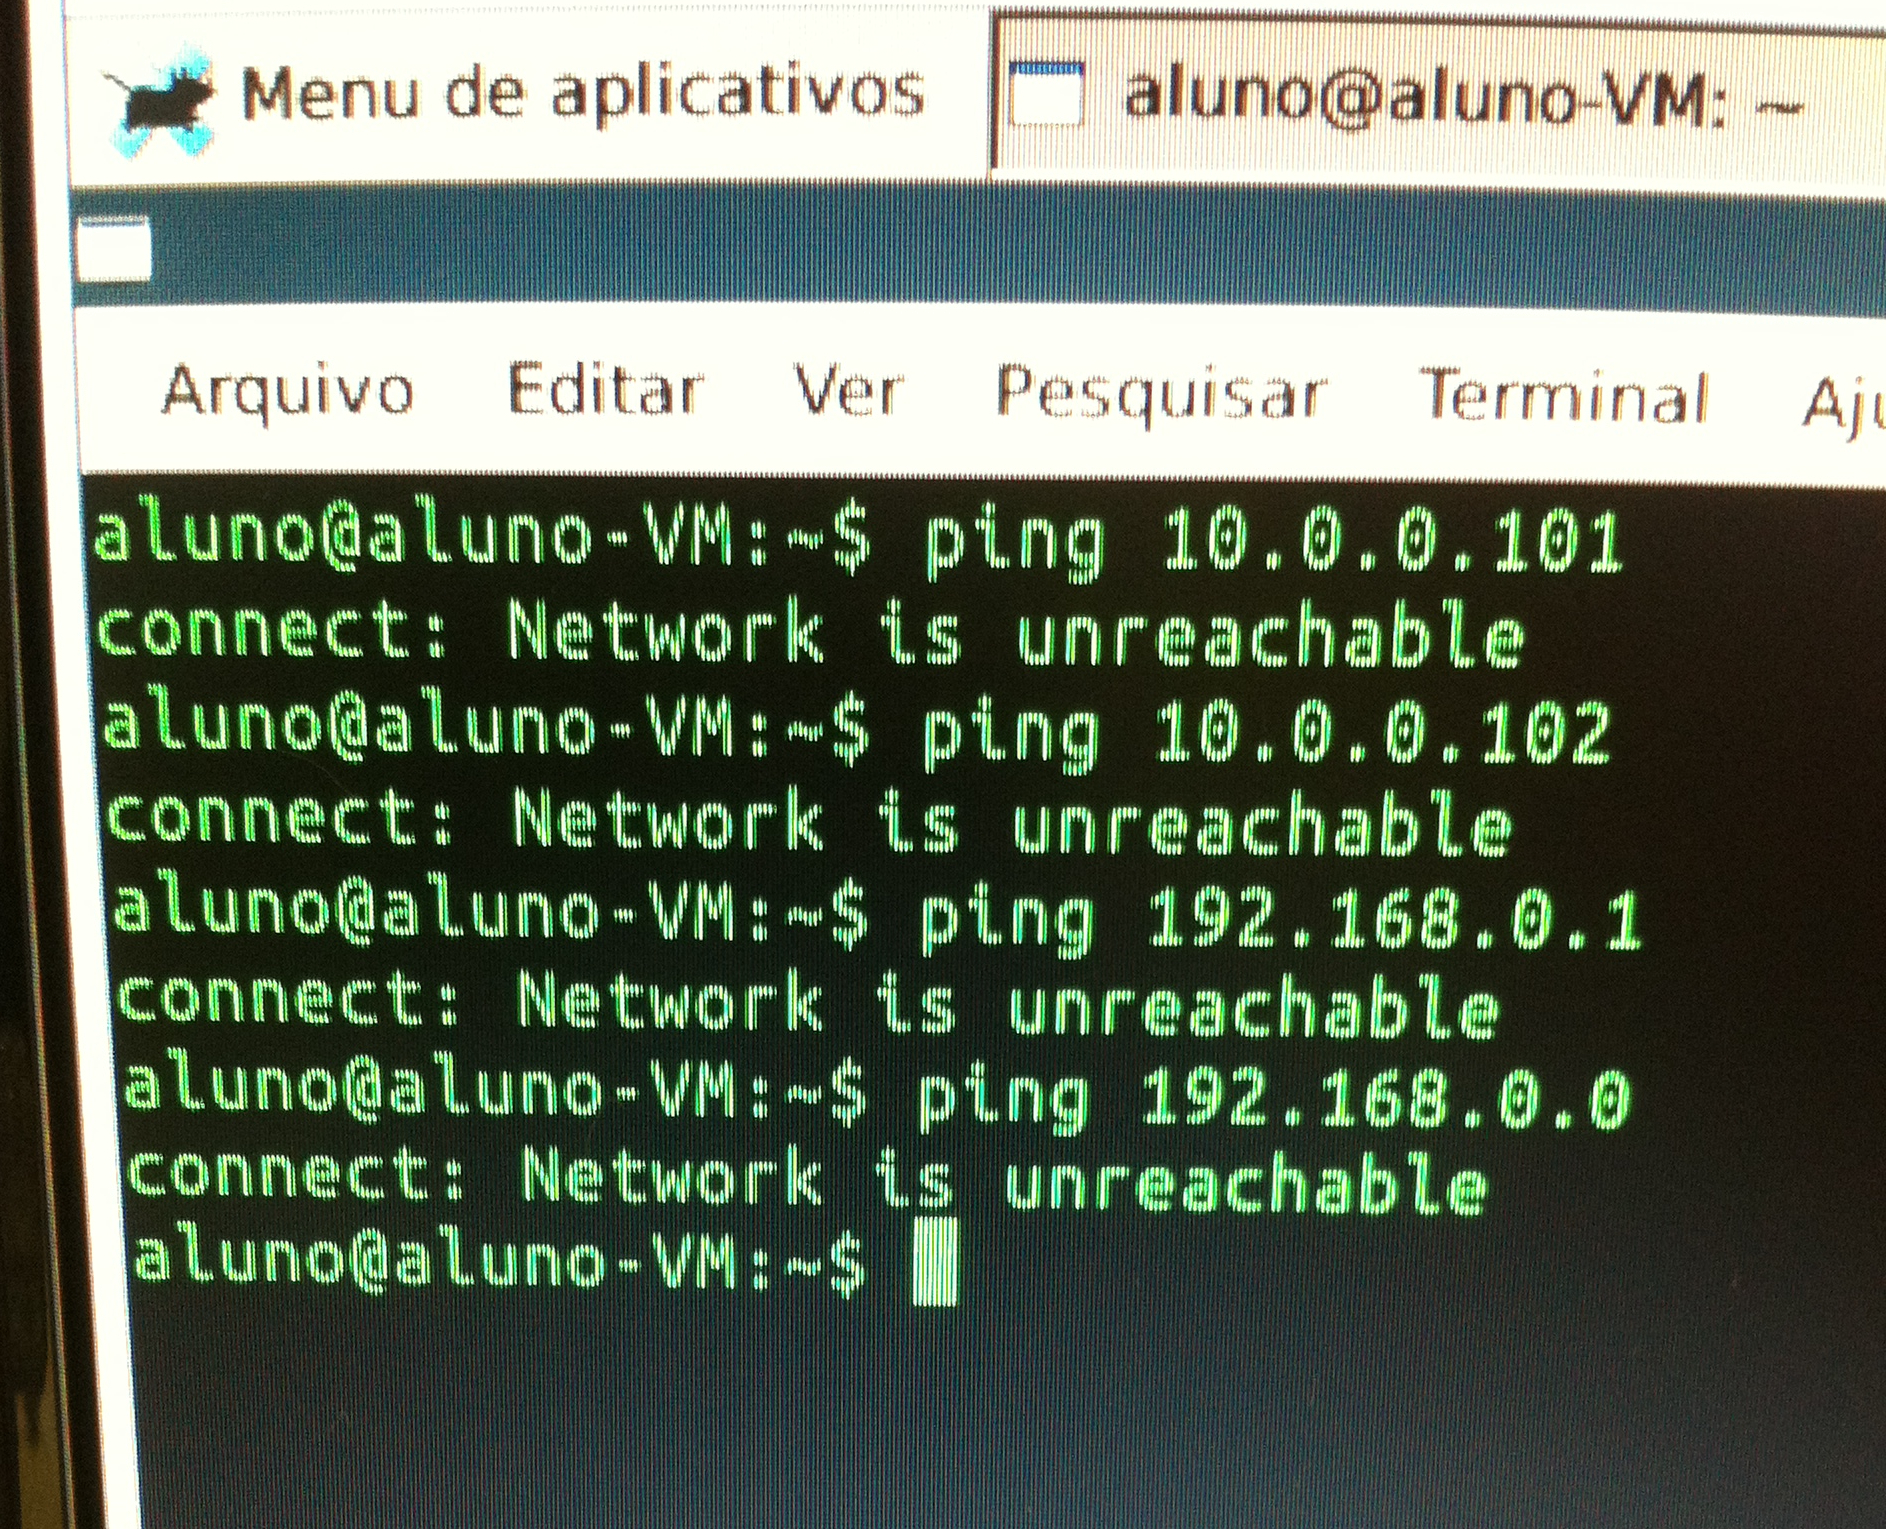 Menu de aplicativos
aluno@aluno-VM: ~
Arquivo Editar Ver Pesquisar Terminal
aluno@aluno-VM:~$ ping 10.0.0.101
connect: Network is unreachable
aluno@aluno-VM:~$ ping 10.0.0.102
connect: Network is unreachable
aluno@aluno-VM:~$ ping 192.168.0.1
connect: Network is unreachable
aluno@aluno-VM:~$ ping 192.168.0.0
connect: Network is unreachable
aluno@aluno-VM:~$